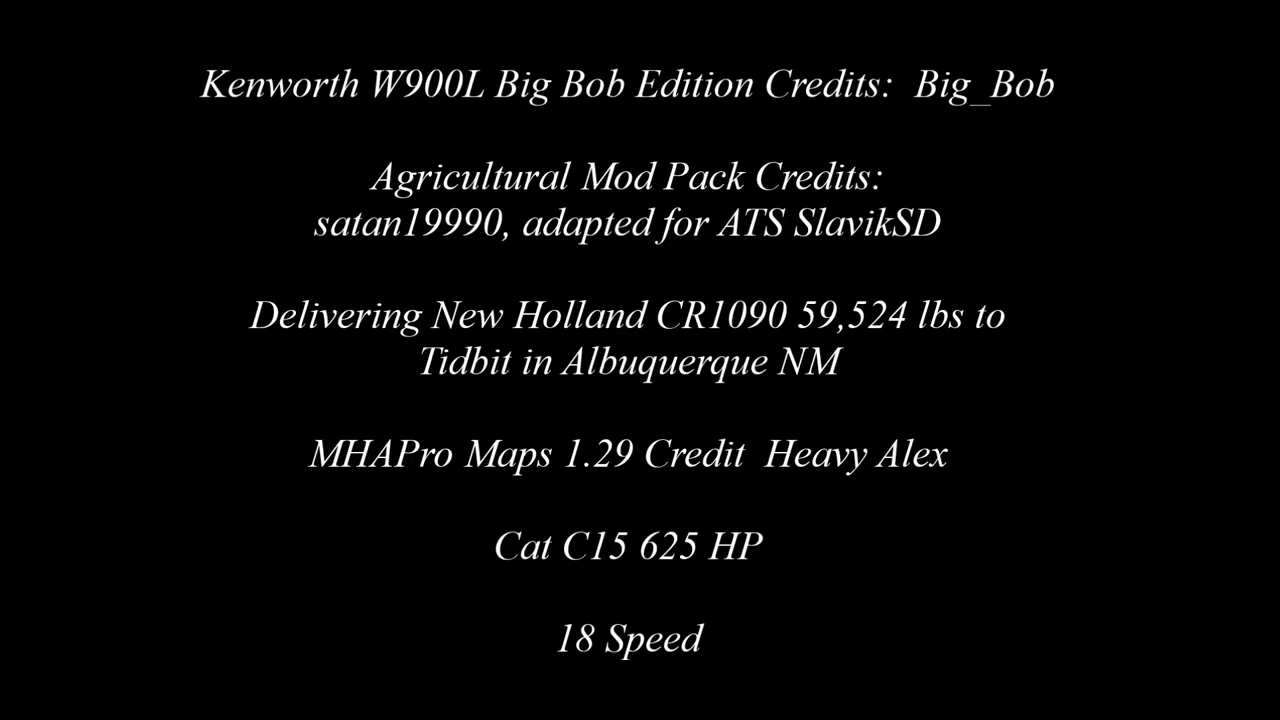 Kenworth W900L Big Bob Edition Credits:  Big_Bob
Agricultural Mod Pack Credits:
satan19990, adapted for ATS SlavikSD
Delivering New Holland CR1090 59,524 lbs to
Tidbit in Albuquerque NM
MHAPro Maps 1.29 Credit  Heavy Alex
Cat C15 625 HP
18 Speed